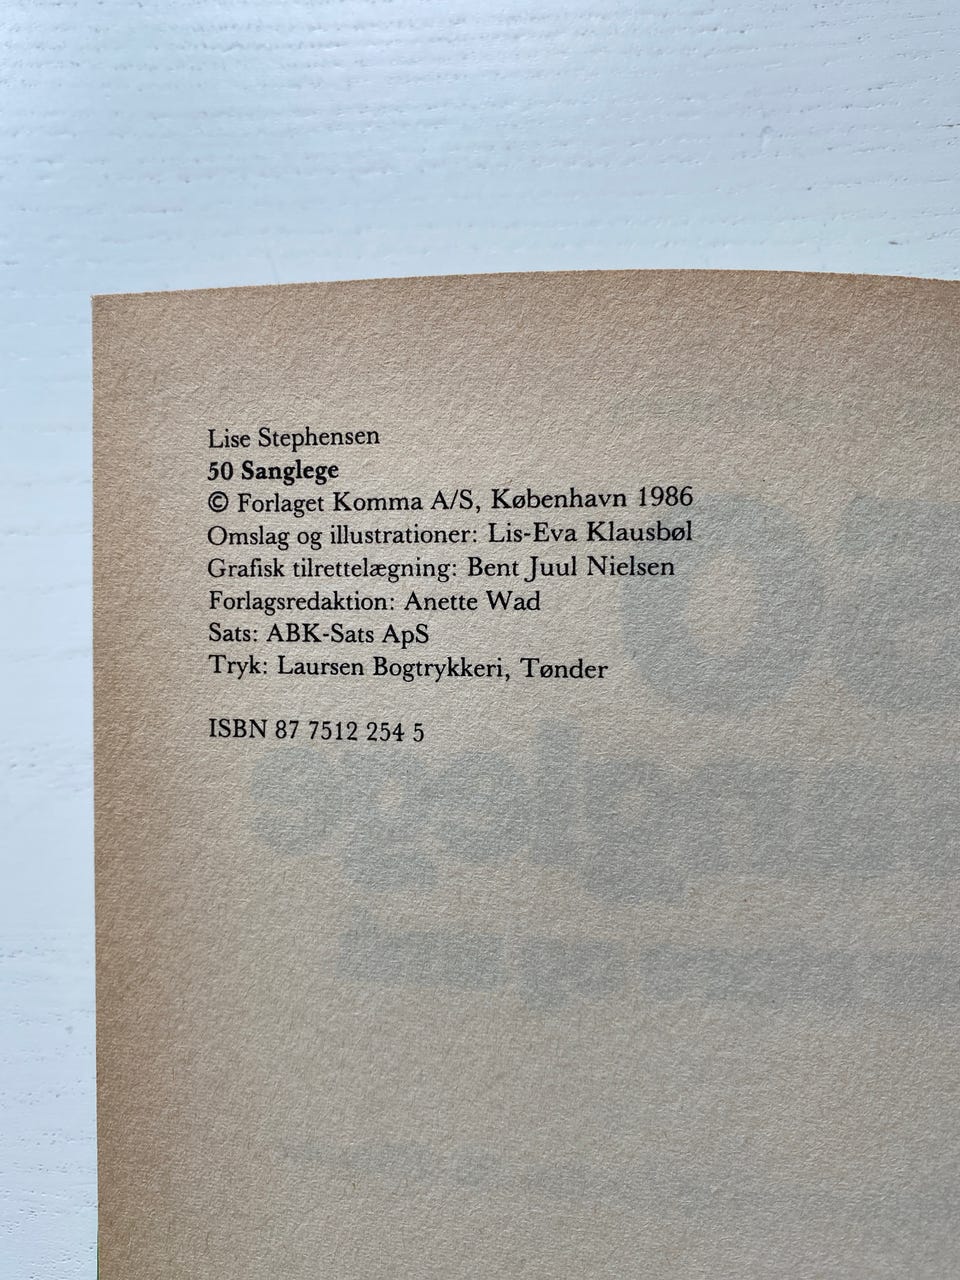 Lise Stephensen
50 Sanglege
© Forlaget Komma A/S, København 1986
Omslag og illustrationer: Lis-Eva Klausbøl
Grafisk tilrettelægning: Bent Juul Nielsen
Forlagsredaktion: Anette Wad
Sats: ABK-Sats ApS
Tryk: Laursen Bogtrykkeri, Tønder
ISBN 87 7512 254 5